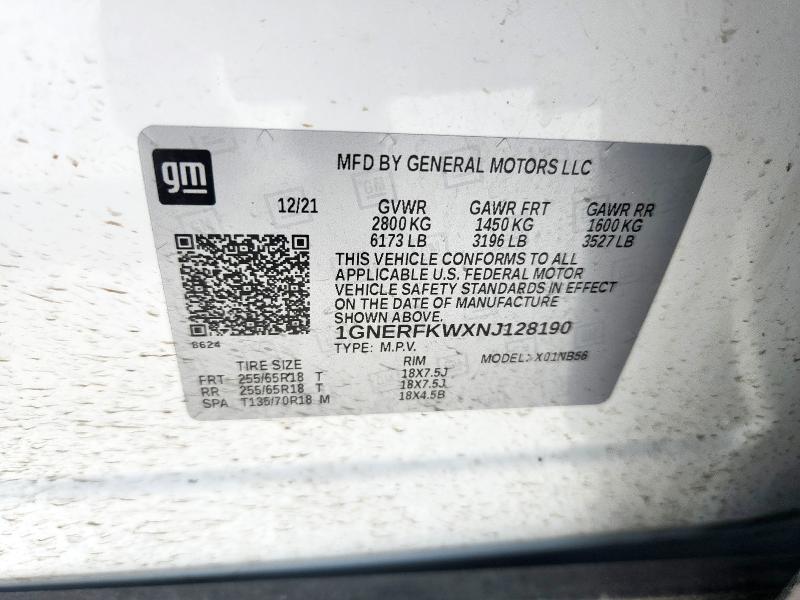 gm
MFD BY GENERAL MOTORS LLC
12/21 GVWR GAWR FRT GAWR RR
2800 KG 1450 KG 1600 KG
6173 LB 3196 LB 3527 LB
THIS VEHICLE CONFORMS TO ALL
APPLICABLE U.S. FEDERAL MOTOR
VEHICLE SAFETY STANDARDS IN EFFECT
ON THE DATE OF MANUFACTURE
SHOWN ABOVE.
1GNERFKWXNJ128190
8624
TYPE: M.P.V. MODEL: X01NB56
TIRE SIZE RIM
FRT 255/65R18 T 18X7.5J
RR 255/65R18 T 18X7.5J
SPA T135/70R18 M 18X4.5B